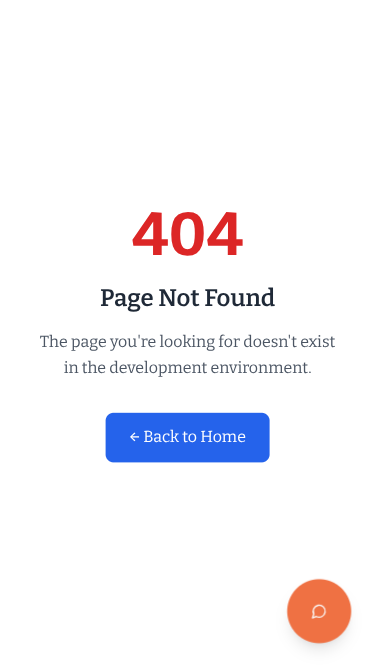 404
Page Not Found
The page you're looking for doesn't exist
in the development environment.
← Back to Home